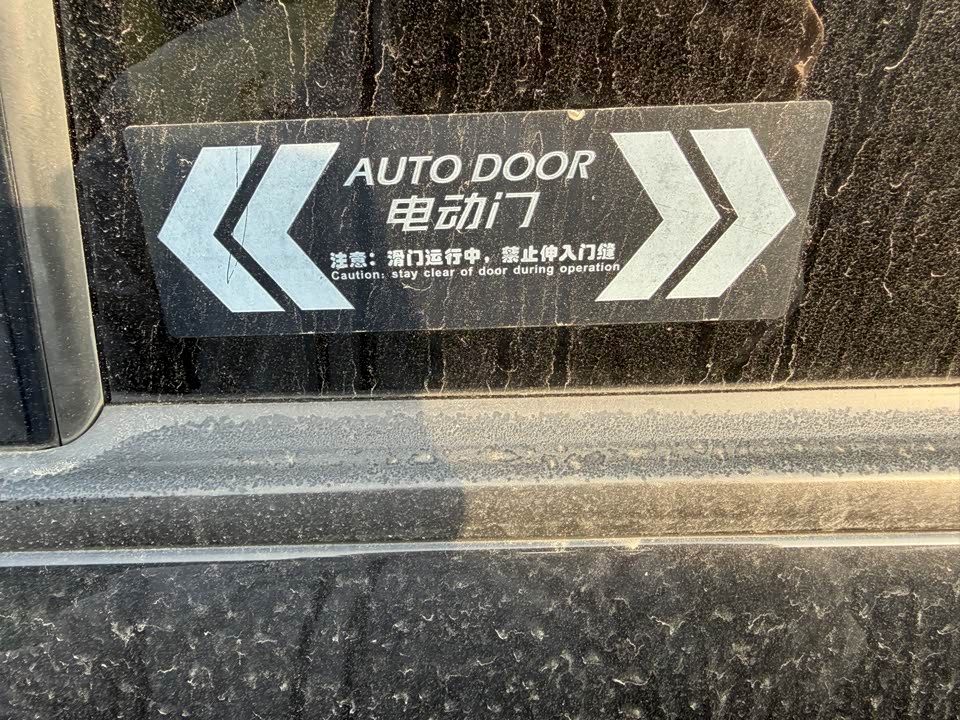 AUTO DOOR
电动门
注意：滑门运行中，禁止伸入门缝
Caution: stay clear of door during operation